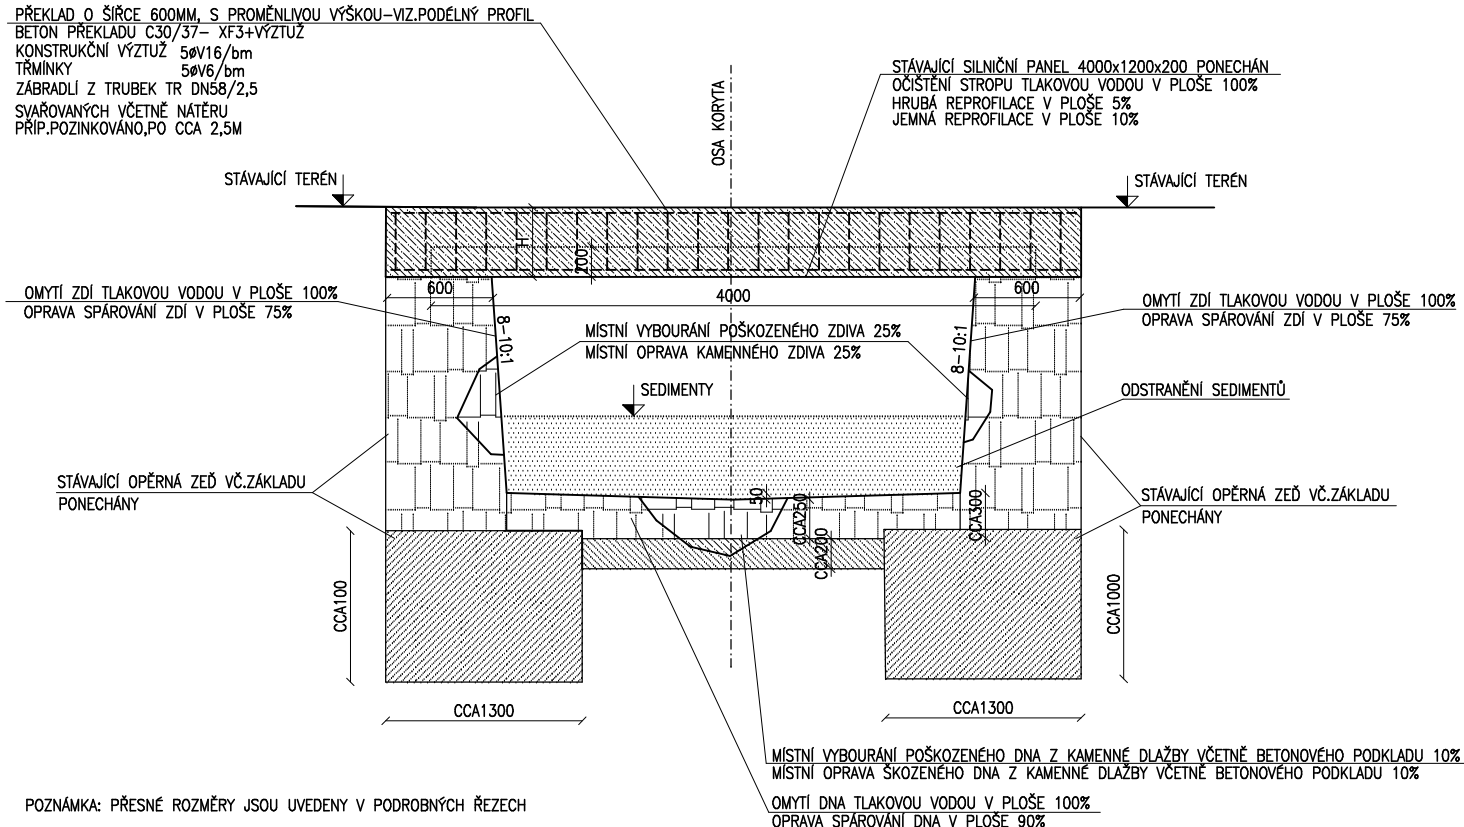 PŘEKLAD O ŠÍŘCE 600MM, S PROMĚNLIVOU VÝŠKOU-VIZ.PODÉLNÝ PROFIL
BETON PŘEKLADU C30/37- XF3+VÝZTUŽ
KONSTRUKČNÍ VÝZTUŽ 5øV16/bm
TŘMÍNKY 5øV6/bm
ZÁBRADLÍ Z TRUBEK TR DN58/2,5
SVAŘOVANÝCH VČETNĚ NÁTĚRU
PŘÍP.POZINKOVÁNO,PO CCA 2,5M
OSA KORYTA
STÁVAJÍCÍ SILNIČNÍ PANEL 4000x1200x200 PONECHÁN
OČIŠTĚNÍ STROPU TLAKOVOU VODOU V PLOŠE 100%
HRUBÁ REPROFILACE V PLOŠE 5%
JEMNÁ REPROFILACE V PLOŠE 10%
STÁVAJÍCÍ TERÉN
STÁVAJÍCÍ TERÉN
H
200
600
4000
600
OMYTÍ ZDÍ TLAKOVOU VODOU V PLOŠE 100%
OPRAVA SPÁROVÁNÍ ZDÍ V PLOŠE 75%
8-10:1
MÍSTNÍ VYBOURÁNÍ POŠKOZENÉHO ZDIVA 25%
MÍSTNÍ OPRAVA KAMENNÉHO ZDIVA 25%
8-10:1
OMYTÍ ZDÍ TLAKOVOU VODOU V PLOŠE 100%
OPRAVA SPÁROVÁNÍ ZDÍ V PLOŠE 75%
SEDIMENTY
ODSTRANĚNÍ SEDIMENTŮ
STÁVAJÍCÍ OPĚRNÁ ZEĎ VČ.ZÁKLADU
PONECHÁNY
STÁVAJÍCÍ OPĚRNÁ ZEĎ VČ.ZÁKLADU
PONECHÁNY
50
CCA250
CCA200
CCA300
CCA100
CCA1000
CCA1300
CCA1300
MÍSTNÍ VYBOURÁNÍ POŠKOZENÉHO DNA Z KAMENNÉ DLAŽBY VČETNĚ BETONOVÉHO PODKLADU 10%
MÍSTNÍ OPRAVA ŠKOZENÉHO DNA Z KAMENNÉ DLAŽBY VČETNĚ BETONOVÉHO PODKLADU 10%
OMYTÍ DNA TLAKOVOU VODOU V PLOŠE 100%
OPRAVA SPÁROVÁNÍ DNA V PLOŠE 90%
POZNÁMKA: PŘESNÉ ROZMĚRY JSOU UVEDENY V PODROBNÝCH ŘEZECH